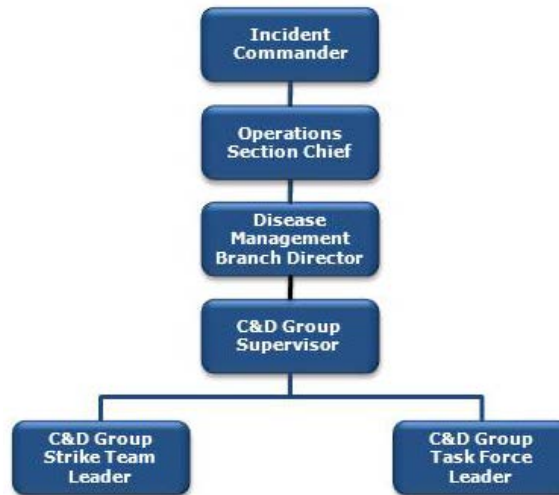 Incident
Commander
Operations
Section Chief
Disease
Management
Branch Director
C&D Group
Supervisor
C&D Group
Strike Team
Leader
C&D Group
Task Force
Leader